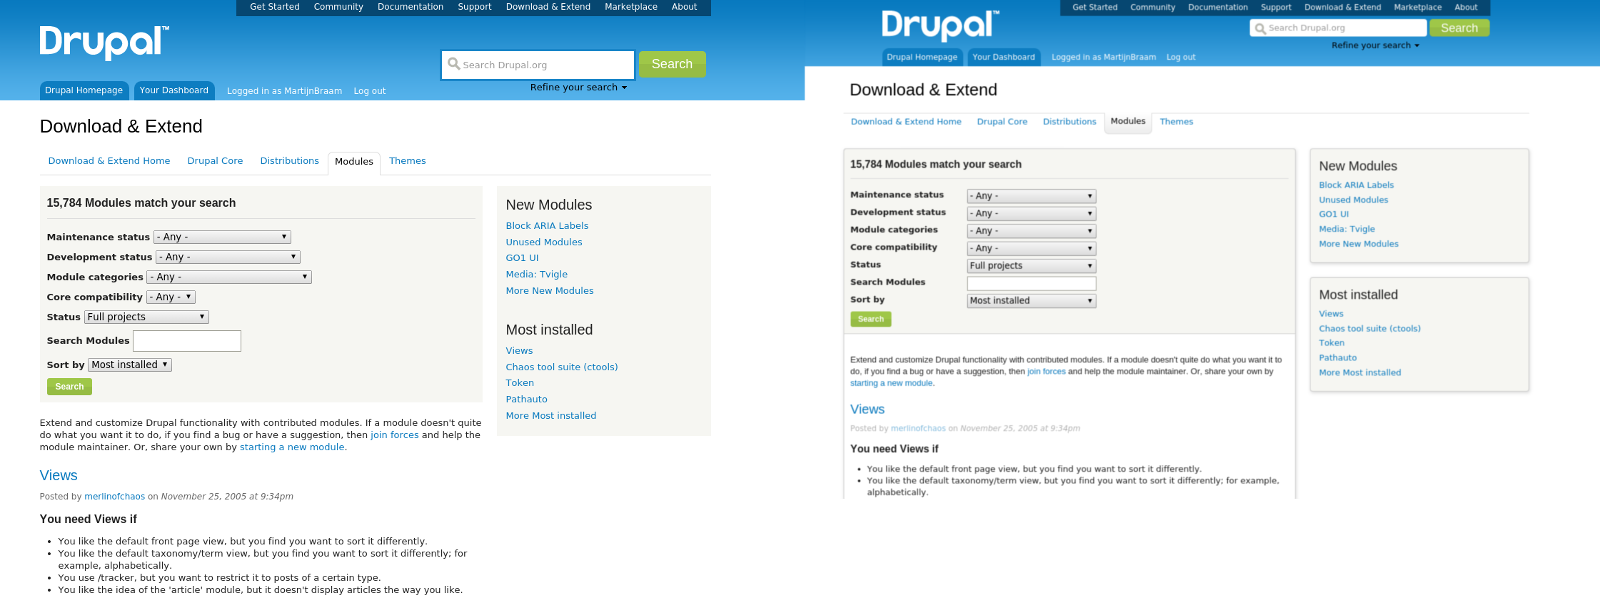 Get Started Community Documentation Support Download & Extend Marketplace About
Drupal™
Search Drupal.org Search
Refine your search
Drupal Homepage Your Dashboard Logged in as MartijnBraam Log out
Download & Extend
Download & Extend Home Drupal Core Distributions Modules Themes
15,784 Modules match your search
Maintenance status - Any -
Development status - Any -
Module categories - Any -
Core compatibility - Any -
Status Full projects
Search Modules
Sort by Most installed
Search
New Modules
Block ARIA Labels
Unused Modules
GO1 UI
Media: Tvigle
More New Modules
Most installed
Views
Chaos tool suite (ctools)
Token
Pathauto
More Most installed
Extend and customize Drupal functionality with contributed modules. If a module doesn't quite
do what you want it to do, if you find a bug or have a suggestion, then join forces and help the
module maintainer. Or, share your own by starting a new module.
Views
Posted by merlinofchaos on November 25, 2005 at 9:34pm
You need Views if
• You like the default front page view, but you find you want to sort it differently.
• You like the default taxonomy/term view, but you find you want to sort it differently; for
example, alphabetically.
• You use /tracker, but you want to restrict it to posts of a certain type.
• You like the idea of the 'article' module, but it doesn't display articles the way you like.
Get Started Community Documentation Support Download & Extend Marketplace About
Drupal™
Search Drupal.org Search
Refine your search
Drupal Homepage Your Dashboard Logged in as MartijnBraam Log out
Download & Extend
Download & Extend Home Drupal Core Distributions Modules Themes
15,784 Modules match your search
Maintenance status - Any -
Development status - Any -
Module categories - Any -
Core compatibility - Any -
Status Full projects
Search Modules
Sort by Most installed
Search
New Modules
Block ARIA Labels
Unused Modules
GO1 UI
Media: Tvigle
More New Modules
Most installed
Views
Chaos tool suite (ctools)
Token
Pathauto
More Most installed
Extend and customize Drupal functionality with contributed modules. If a module doesn't quite do what you want it to
do, if you find a bug or have a suggestion, then join forces and help the module maintainer. Or, share your own by
starting a new module.
Views
Posted by merlinofchaos on November 25, 2005 at 9:34pm
You need Views if
• You like the default front page view, but you find you want to sort it differently.
• You like the default taxonomy/term view, but you find you want to sort it differently; for example,
alphabetically.